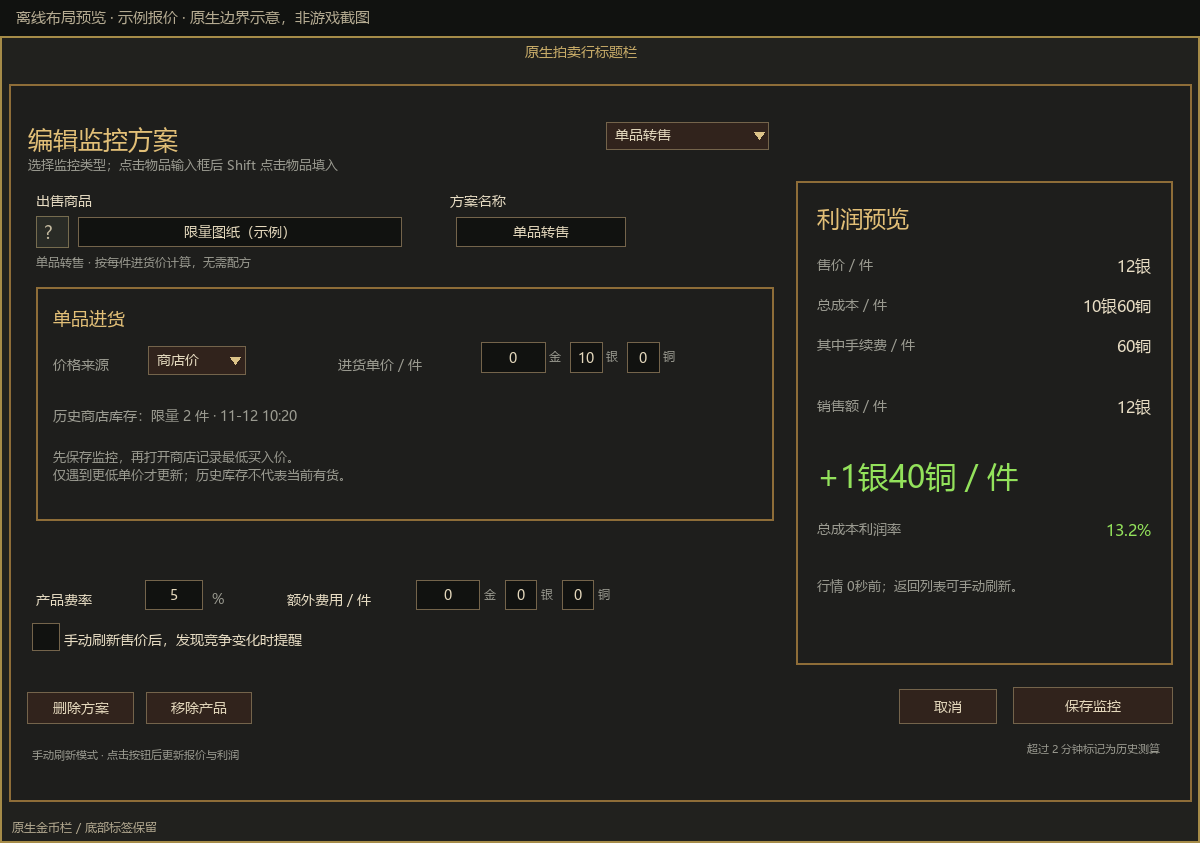 离线布局预览 · 示例报价 · 原生边界示意，非游戏截图
原生拍卖行标题栏
编辑监控方案
单品转售
选择监控类型；点击物品输入框后 Shift 点击物品填入
出售商品
方案名称
?
限量图纸（示例）
单品转售
单品转售 · 按每件进货价计算，无需配方
单品进货
价格来源
商店价
进货单价 / 件
0 金 10 银 0 铜
历史商店库存：限量 2 件 · 11-12 10:20
先保存监控，再打开商店记录最低买入价。
仅遇到更低单价才更新；历史库存不代表当前有货。
产品费率
5 %
额外费用 / 件
0 金 0 银 0 铜
手动刷新售价后，发现竞争变化时提醒
利润预览
售价 / 件 12银
总成本 / 件 10银60铜
其中手续费 / 件 60铜
销售额 / 件 12银
+1银40铜 / 件
总成本利润率 13.2%
行情 0秒前；返回列表可手动刷新。
删除方案
移除产品
取消
保存监控
手动刷新模式 · 点击按钮后更新报价与利润
超过 2 分钟标记为历史测算
原生金币栏 / 底部标签保留